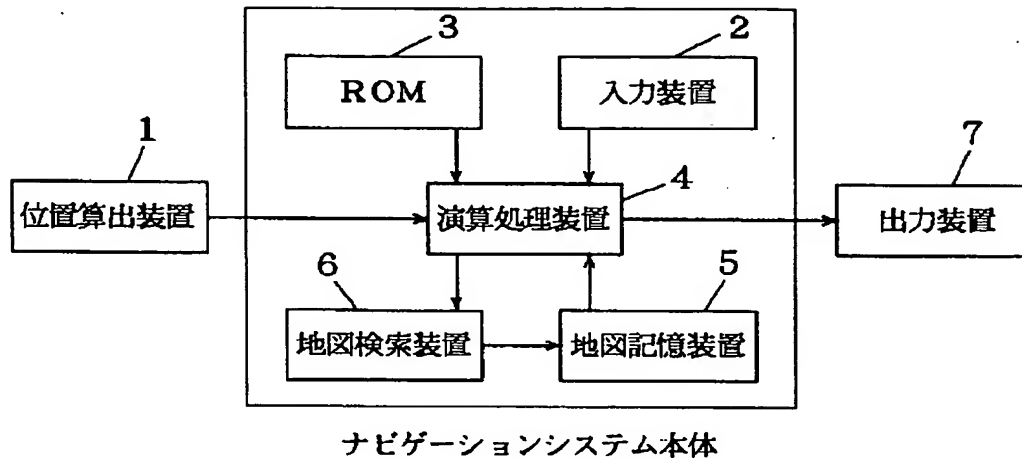 3
2
ROM
入力装置
1
4
7
位置算出装置
演算処理装置
出力装置
6
5
地図検索装置
地図記憶装置
ナビゲーションシステム本体